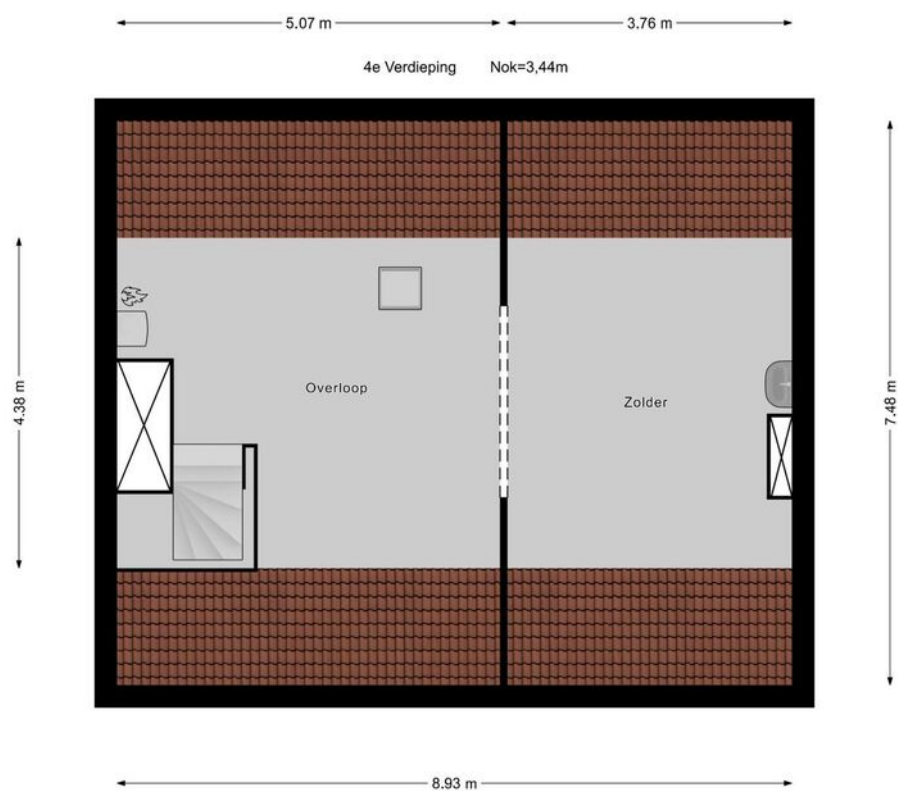 5.07 m 3.76 m
4e Verdieping Nok=3,44m
4.38 m
Overloop
Zolder
7.48 m
8.93 m